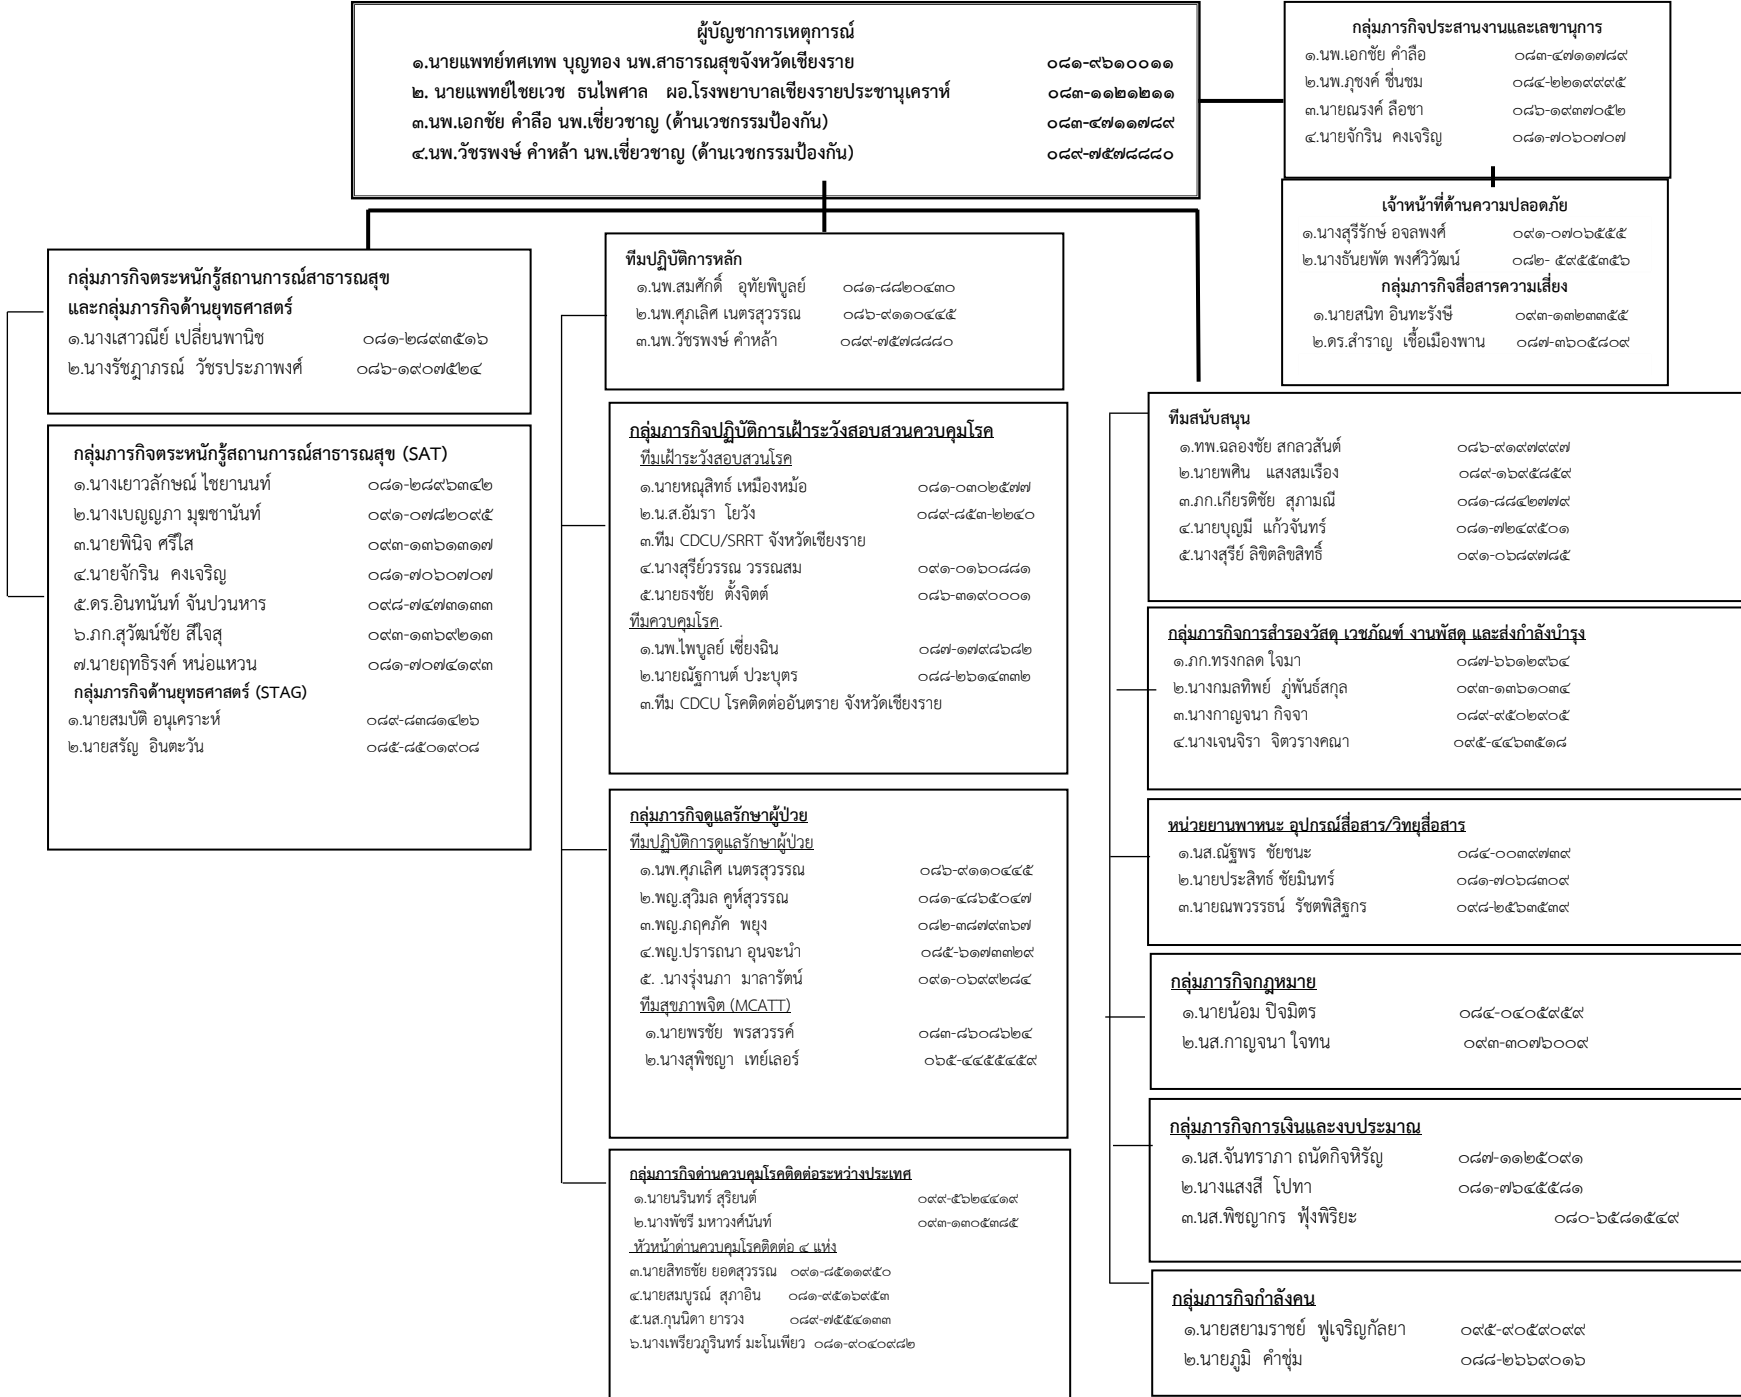 ผู้บัญชาการเหตุการณ์
๑.นายแพทย์ทศเทพ บุญทอง นพ.สาธารณสุขจังหวัดเชียงราย ๐๘๑-๙๖๑๐๐๑๑
๒. นายแพทย์ไชยเวช ธนไพศาล ผอ.โรงพยาบาลเชียงรายประชานุเคราห์ ๐๘๓-๑๑๒๑๒๑๑
๓.นพ.เอกชัย คำลือ นพ.เชี่ยวชาญ (ด้านเวชกรรมป้องกัน) ๐๘๓-๔๗๑๑๗๘๙
๔.นพ.วัชรพงษ์ คำหล้า นพ.เชี่ยวชาญ (ด้านเวชกรรมป้องกัน) ๐๘๙-๗๕๗๘๘๘๐
กลุ่มภารกิจประสานงานและเลขานุการ
๑.นพ.เอกชัย คำลือ ๐๘๓-๔๗๑๑๗๘๙
๒.นพ.ภุชงค์ ชื่นชม ๐๘๔-๒๒๑๙๙๙๕
๓.นายณรงค์ ลือชา ๐๘๖-๑๙๓๗๐๕๒
๔.นายจักริน คงเจริญ ๐๘๑-๗๐๖๐๗๐๗
เจ้าหน้าที่ด้านความปลอดภัย
๑.นางสุรีรักษ์ อจลพงศ์ ๐๙๑-๐๗๐๖๕๕๕
๒.นางธันยพัต พงศ์วิวัฒน์ ๐๘๒- ๕๙๕๕๓๕๖
กลุ่มภารกิจสื่อสารความเสี่ยง
๑.นายสนิท อินทะรังษี ๐๙๓-๑๓๒๓๓๕๕
๒.ดร.สำราญ เชื้อเมืองพาน ๐๘๗-๓๖๐๕๘๐๙
กลุ่มภารกิจตระหนักรู้สถานการณ์สาธารณสุข
และกลุ่มภารกิจด้านยุทธศาสตร์
๑.นางเสาวณีย์ เปลี่ยนพานิช ๐๘๑-๒๘๙๓๕๑๖
๒.นางรัชฎาภรณ์ วัชรประภาพงศ์ ๐๘๖-๑๙๐๗๕๒๔
กลุ่มภารกิจตระหนักรู้สถานการณ์สาธารณสุข (SAT)
๑.นางเยาวลักษณ์ ไชยานนท์ ๐๘๑-๒๘๙๖๓๔๒
๒.นางเบญญภา มุฆชานันท์ ๐๙๑-๐๗๘๒๐๙๕
๓.นายพินิจ ศรีใส ๐๙๓-๑๓๖๑๓๑๗
๔.นายจักริน คงเจริญ ๐๘๑-๗๐๖๐๗๐๗
๕.ดร.อินทนันท์ จันปวนหาร ๐๙๘-๗๔๗๓๑๓๓
๖.ภก.สุวัฒน์ชัย สีใจสุ ๐๙๓-๑๓๖๙๒๑๓
๗.นายฤทธิรงค์ หน่อแหวน ๐๘๑-๗๐๗๔๑๙๓
กลุ่มภารกิจด้านยุทธศาสตร์ (STAG)
๑.นายสมบัติ อนุเคราะห์ ๐๘๙-๘๓๘๑๔๒๖
๒.นายสรัญ อินตะวัน ๐๘๕-๘๕๐๑๙๐๘
ทีมปฏิบัติการหลัก
๑.นพ.สมศักดิ์ อุทัยพิบูลย์ ๐๘๑-๘๘๒๐๔๓๐
๒.นพ.ศุภเลิศ เนตรสุวรรณ ๐๘๖-๙๑๑๐๔๔๕
๓.นพ.วัชรพงษ์ คำหล้า ๐๘๙-๗๕๗๘๘๘๐
กลุ่มภารกิจปฏิบัติการเฝ้าระวังสอบสวนควบคุมโรค
ทีมเฝ้าระวังสอบสวนโรค
๑.นายหณุสิทธ์ เหมืองหม้อ ๐๘๑-๐๓๐๒๕๗๗
๒.น.ส.อัมรา โยวัง ๐๘๙-๘๕๓-๒๒๔๐
๓.ทีม CDCU/SRRT จังหวัดเชียงราย
๔.นางสุรีย์วรรณ วรรณสม ๐๙๑-๐๑๖๐๘๘๑
๕.นายธงชัย ตั้งจิตต์ ๐๘๖-๓๑๙๐๐๐๑
ทีมควบคุมโรค.
๑.นพ.ไพบูลย์ เซี่ยงฉิน ๐๘๗-๑๗๙๘๖๘๒
๒.นายณัฐกานต์ ปวะบุตร ๐๘๘-๒๖๑๔๓๓๒
๓.ทีม CDCU โรคติดต่ออันตราย จังหวัดเชียงราย
กลุ่มภารกิจดูแลรักษาผู้ป่วย
ทีมปฏิบัติการดูแลรักษาผู้ป่วย
๑.นพ.ศุภเลิศ เนตรสุวรรณ ๐๘๖-๙๑๑๐๔๔๕
๒.พญ.สุวิมล คูห์สุวรรณ ๐๘๑-๔๘๖๕๐๔๗
๓.พญ.ภฤคภัค พยุง ๐๘๒-๓๘๗๙๓๖๗
๔.พญ.ปรารถนา อุนจะนำ ๐๘๕-๖๑๗๓๓๒๙
๕. .นางรุ่งนภา มาลารัตน์ ๐๙๑-๐๖๙๙๒๘๔
ทีมสุขภาพจิต (MCATT)
๑.นายพรชัย พรสวรรค์ ๐๘๓-๘๖๐๘๖๒๔
๒.นางสุพิชญา เทย์เลอร์ ๐๖๕-๔๔๕๕๔๕๙
กลุ่มภารกิจด่านควบคุมโรคติดต่อระหว่างประเทศ
๑.นายนรินทร์ สุริยนต์ ๐๙๙-๕๖๒๔๔๑๙
๒.นางพัชรี มหาวงศ์นันท์ ๐๙๓-๑๓๐๕๓๘๕
หัวหน้าด่านควบคุมโรคติดต่อ ๔ แห่ง
๓.นายสิทธชัย ยอดสุวรรณ ๐๙๑-๘๕๑๑๙๕๐
๔.นายสมบูรณ์ สุภาอิน ๐๘๑-๙๕๑๖๙๕๓
๕.นส.กุนนิดา ยารวง ๐๘๙-๗๕๕๔๑๓๓
๖.นางเพรียวภูรินทร์ มะโนเพียว ๐๘๑-๙๐๔๐๙๘๒
ทีมสนับสนุน
๑.ทพ.ฉลองชัย สกลวสันต์ ๐๘๖-๙๑๙๗๙๙๗
๒.นายพศิน แสงสมเรือง ๐๘๙-๑๖๙๕๘๕๙
๓.ภก.เกียรติชัย สุภามณี ๐๘๑-๘๘๔๒๗๗๙
๔.นายบุญมี แก้วจันทร์ ๐๘๑-๗๒๔๙๕๐๑
๕.นางสุรีย์ ลิขิตลิขสิทธิ์ ๐๙๑-๐๖๘๙๗๘๕
กลุ่มภารกิจการสำรองวัสดุ เวชภัณฑ์ งานพัสดุ และส่งกำลังบำรุง
๑.ภก.ทรงกลด ใจมา ๐๘๗-๖๖๑๒๙๖๔
๒.นางกมลทิพย์ ภู่พันธ์สกุล ๐๙๓-๑๓๖๑๐๓๔
๓.นางกาญจนา กิจจา ๐๘๙-๙๕๐๒๙๐๕
๔.นางเจนจิรา จิตวรางคณา ๐๙๕-๔๔๖๓๕๑๘
หน่วยยานพาหนะ อุปกรณ์สื่อสาร/วิทยุสื่อสาร
๑.นส.ณัฐพร ชัยชนะ ๐๘๔-๐๐๓๙๗๓๙
๒.นายประสิทธ์ ชัยมินทร์ ๐๘๑-๗๐๖๘๓๐๙
๓.นายณพวรรธน์ รัชตพิสิฐกร ๐๙๘-๒๕๖๓๕๓๙
กลุ่มภารกิจกฎหมาย
๑.นายน้อม ปัจมิตร ๐๘๔-๐๔๐๕๙๕๙
๒.นส.กาญจนา ใจทน ๐๙๓-๓๐๗๖๐๐๙
กลุ่มภารกิจการเงินและงบประมาณ
๑.นส.จันทราภา ถนัดกิจหิรัญ ๐๘๗-๑๑๒๕๐๙๑
๒.นางแสงสี โปทา ๐๘๑-๗๖๔๕๕๘๑
๓.นส.พิชญากร ฟุ้งพิริยะ ๐๘๐-๖๕๘๑๕๔๙
กลุ่มภารกิจกำลังคน
๑.นายสยามราชย์ ฟูเจริญกัลยา ๐๙๕-๙๐๕๙๐๙๙
๒.นายภูมิ คำชุ่ม ๐๘๘-๒๖๖๙๐๑๖